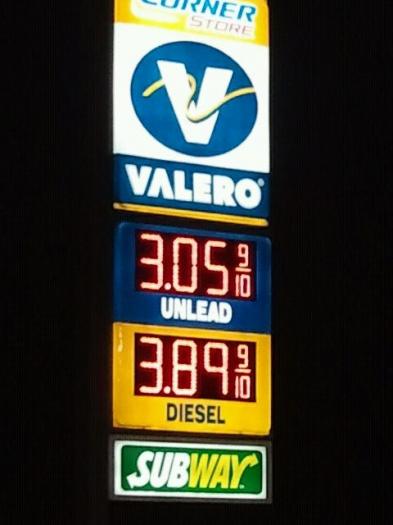 CORNER
STORE
V
VALERO®
3.05 9/10
UNLEAD
3.89 9/10
DIESEL
SUBWAY